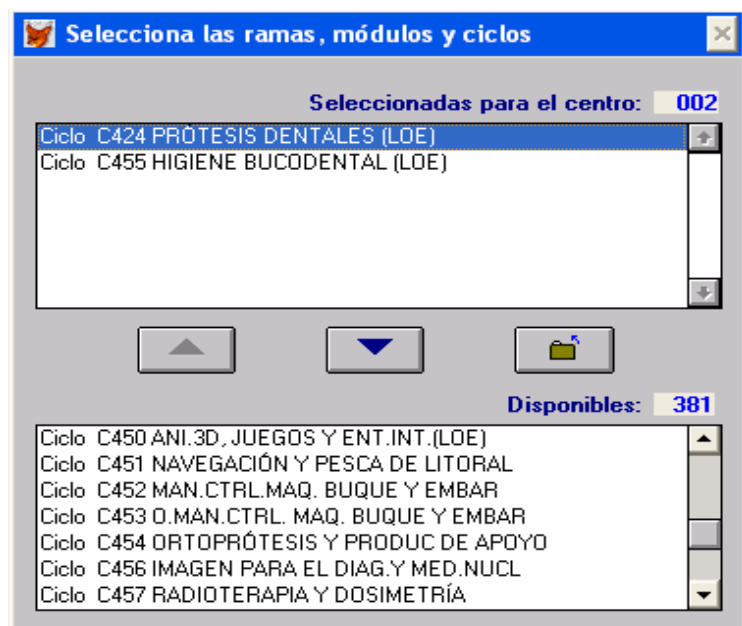 Selecciona las ramas, módulos y ciclos
Seleccionadas para el centro: 002
Ciclo C424 PRÓTESIS DENTALES (LOE)
Ciclo C455 HIGIENE BUCODENTAL (LOE)
Disponibles: 381
Ciclo C450 ANI.3D, JUEGOS Y ENT.INT.(LOE)
Ciclo C451 NAVEGACIÓN Y PESCA DE LITORAL
Ciclo C452 MAN.CTRL.MAQ. BUQUE Y EMBAR
Ciclo C453 O.MAN.CTRL. MAQ. BUQUE Y EMBAR
Ciclo C454 ORTOPRÓTESIS Y PRODUC DE APOYO
Ciclo C456 IMAGEN PARA EL DIAG.Y MED.NUCL
Ciclo C457 RADIOTERAPIA Y DOSIMETRÍA